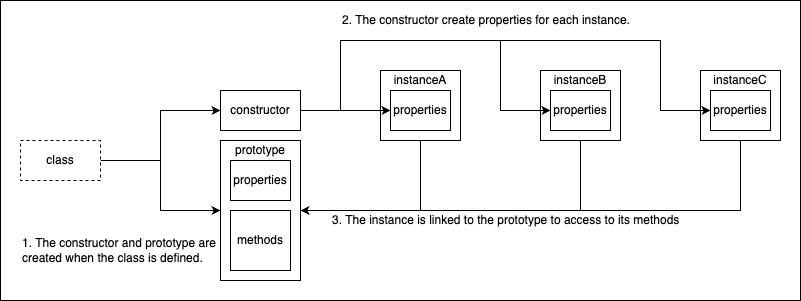 2. The constructor create properties for each instance.
instanceA
instanceB
instanceC
constructor
properties
properties
properties
class
prototype
properties
methods
3. The instance is linked to the prototype to access to its methods
1. The constructor and prototype are
created when the class is defined.